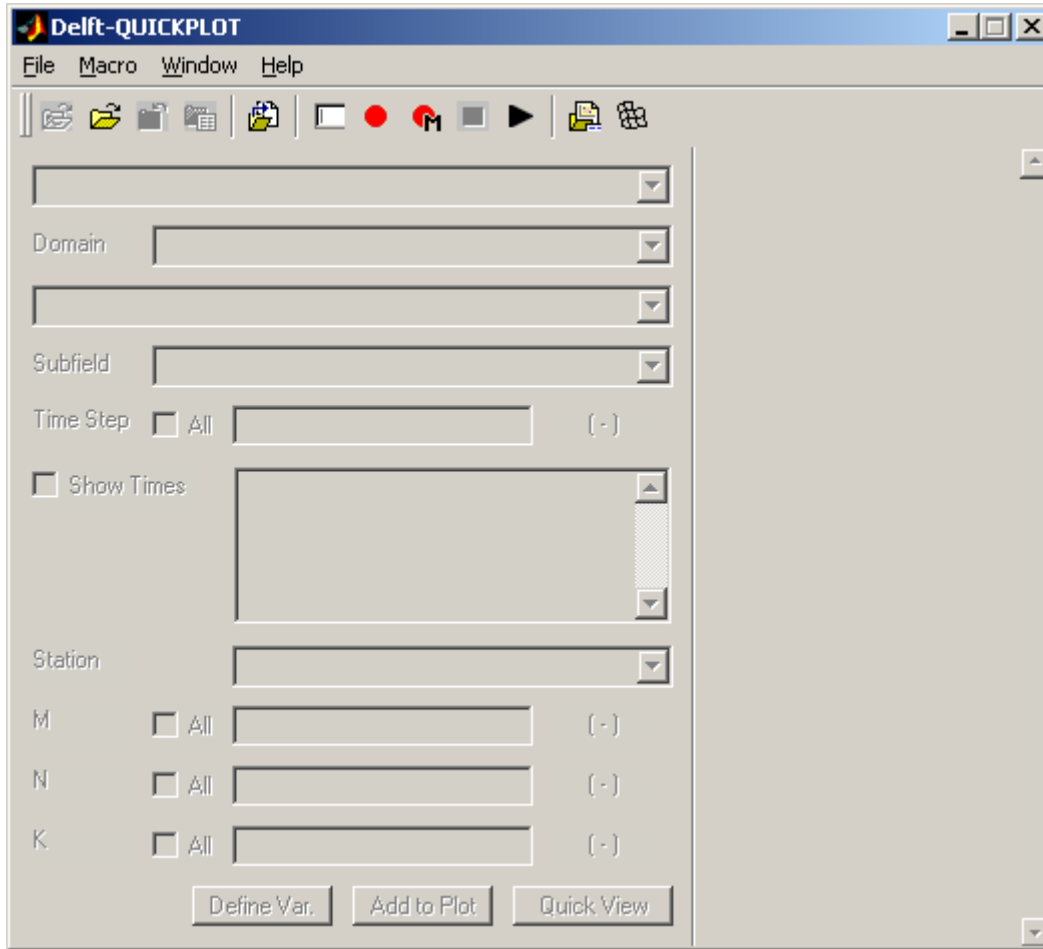 Delft-QUICKPLOT
File Macro Window Help
M
Domain
Subfield
Time Step All (-)
Show Times
Station
M All (-)
N All (-)
K All (-)
Define Var. Add to Plot Quick View